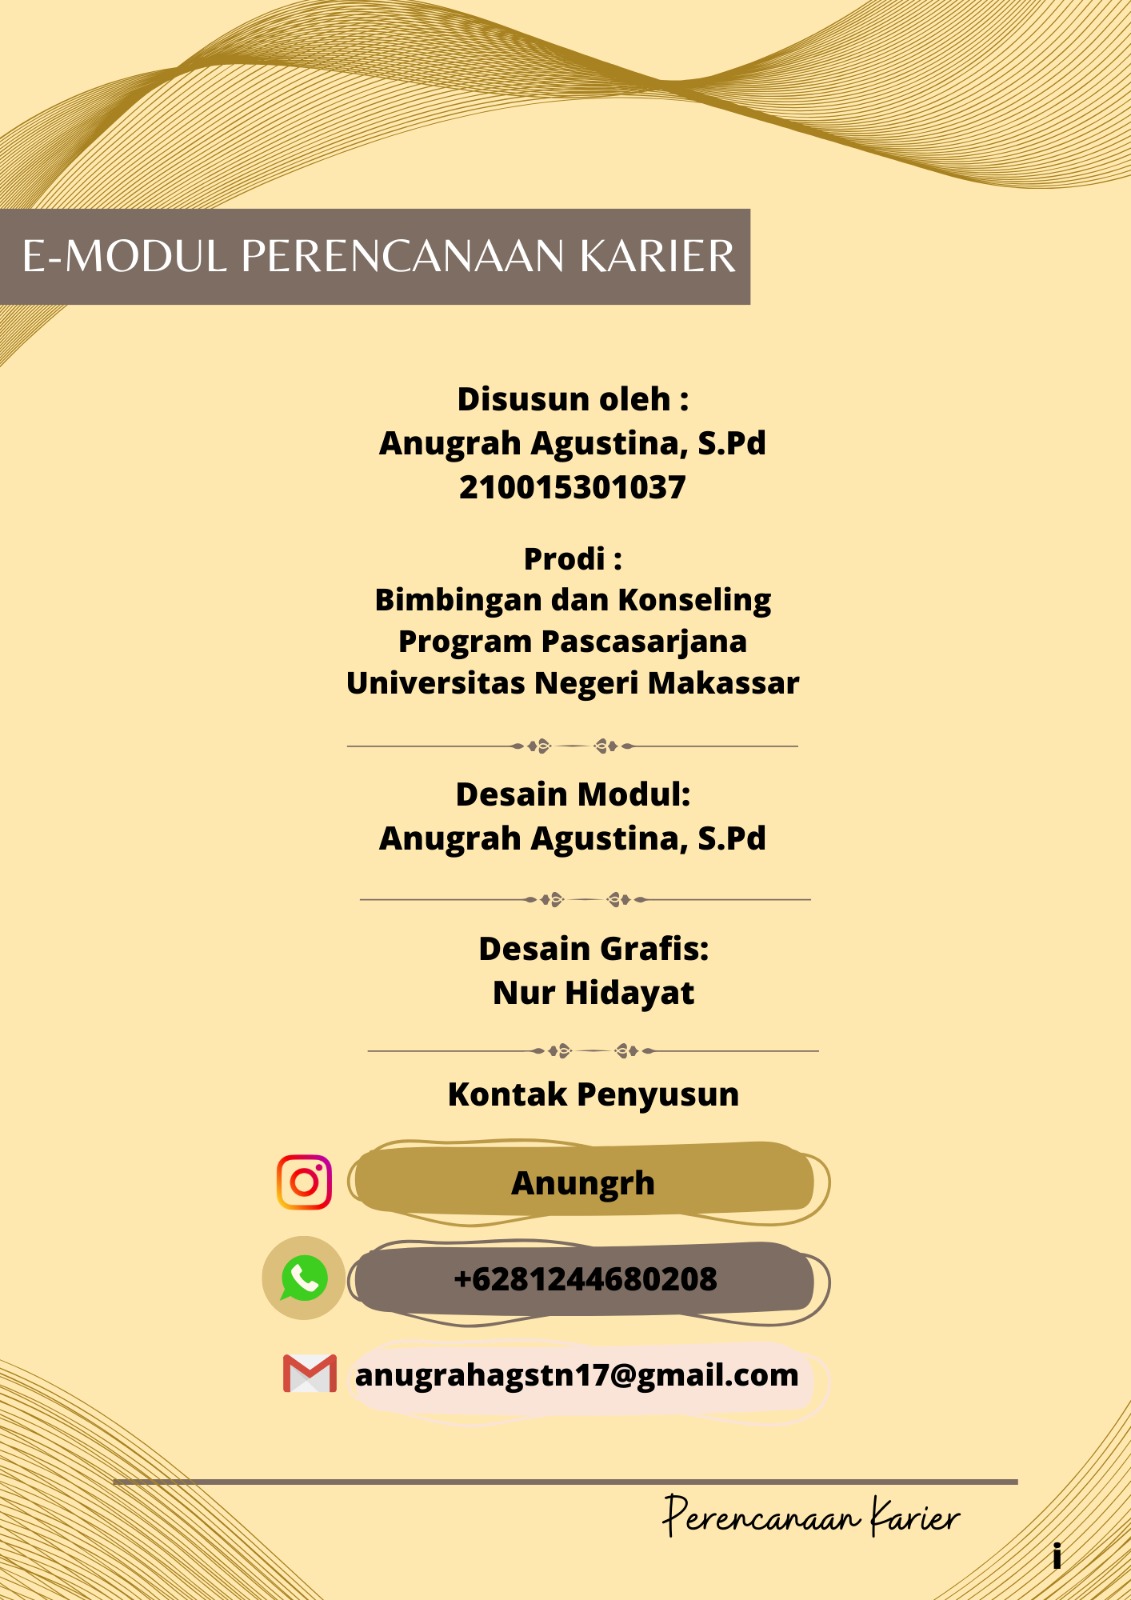 E-MODUL PERENCANAAN KARIER
Disusun oleh :
Anugrah Agustina, S.Pd
210015301037
Prodi :
Bimbingan dan Konseling
Program Pascasarjana
Universitas Negeri Makassar
Desain Modul:
Anugrah Agustina, S.Pd
Desain Grafis:
Nur Hidayat
Kontak Penyusun
Anungrh
+6281244680208
anugrahagstn17@gmail.com
Perencanaan Karier
i